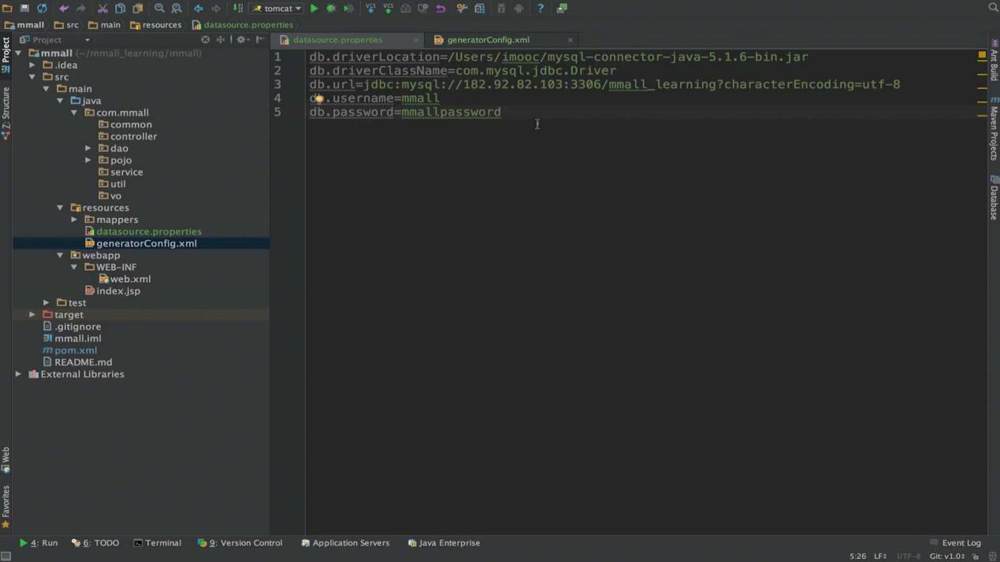 tomcat
mmall
src
main
resources
datasource.properties
Project
datasource.properties
generatorConfig.xml
mmall (~/mmall_learning/mmall)
.idea
src
main
java
com.mmall
common
controller
dao
pojo
service
util
vo
resources
mappers
datasource.properties
generatorConfig.xml
webapp
WEB-INF
web.xml
index.jsp
test
target
.gitignore
mmall.iml
pom.xml
README.md
External Libraries
1 db.driverLocation=/Users/imooc/mysql-connector-java-5.1.6-bin.jar
2 db.driverClassName=com.mysql.jdbc.Driver
3 db.url=jdbc:mysql://182.92.82.103:3306/mmall_learning?characterEncoding=utf-8
4 db.username=mmall
5 db.password=mmallpassword
Project
Z: Structure
Web
Favorites
Ant Build
Maven Projects
Database
4: Run
6: TODO
Terminal
9: Version Control
Application Servers
Java Enterprise
Event Log
5:26
LF
UTF-8
Git: v1.0